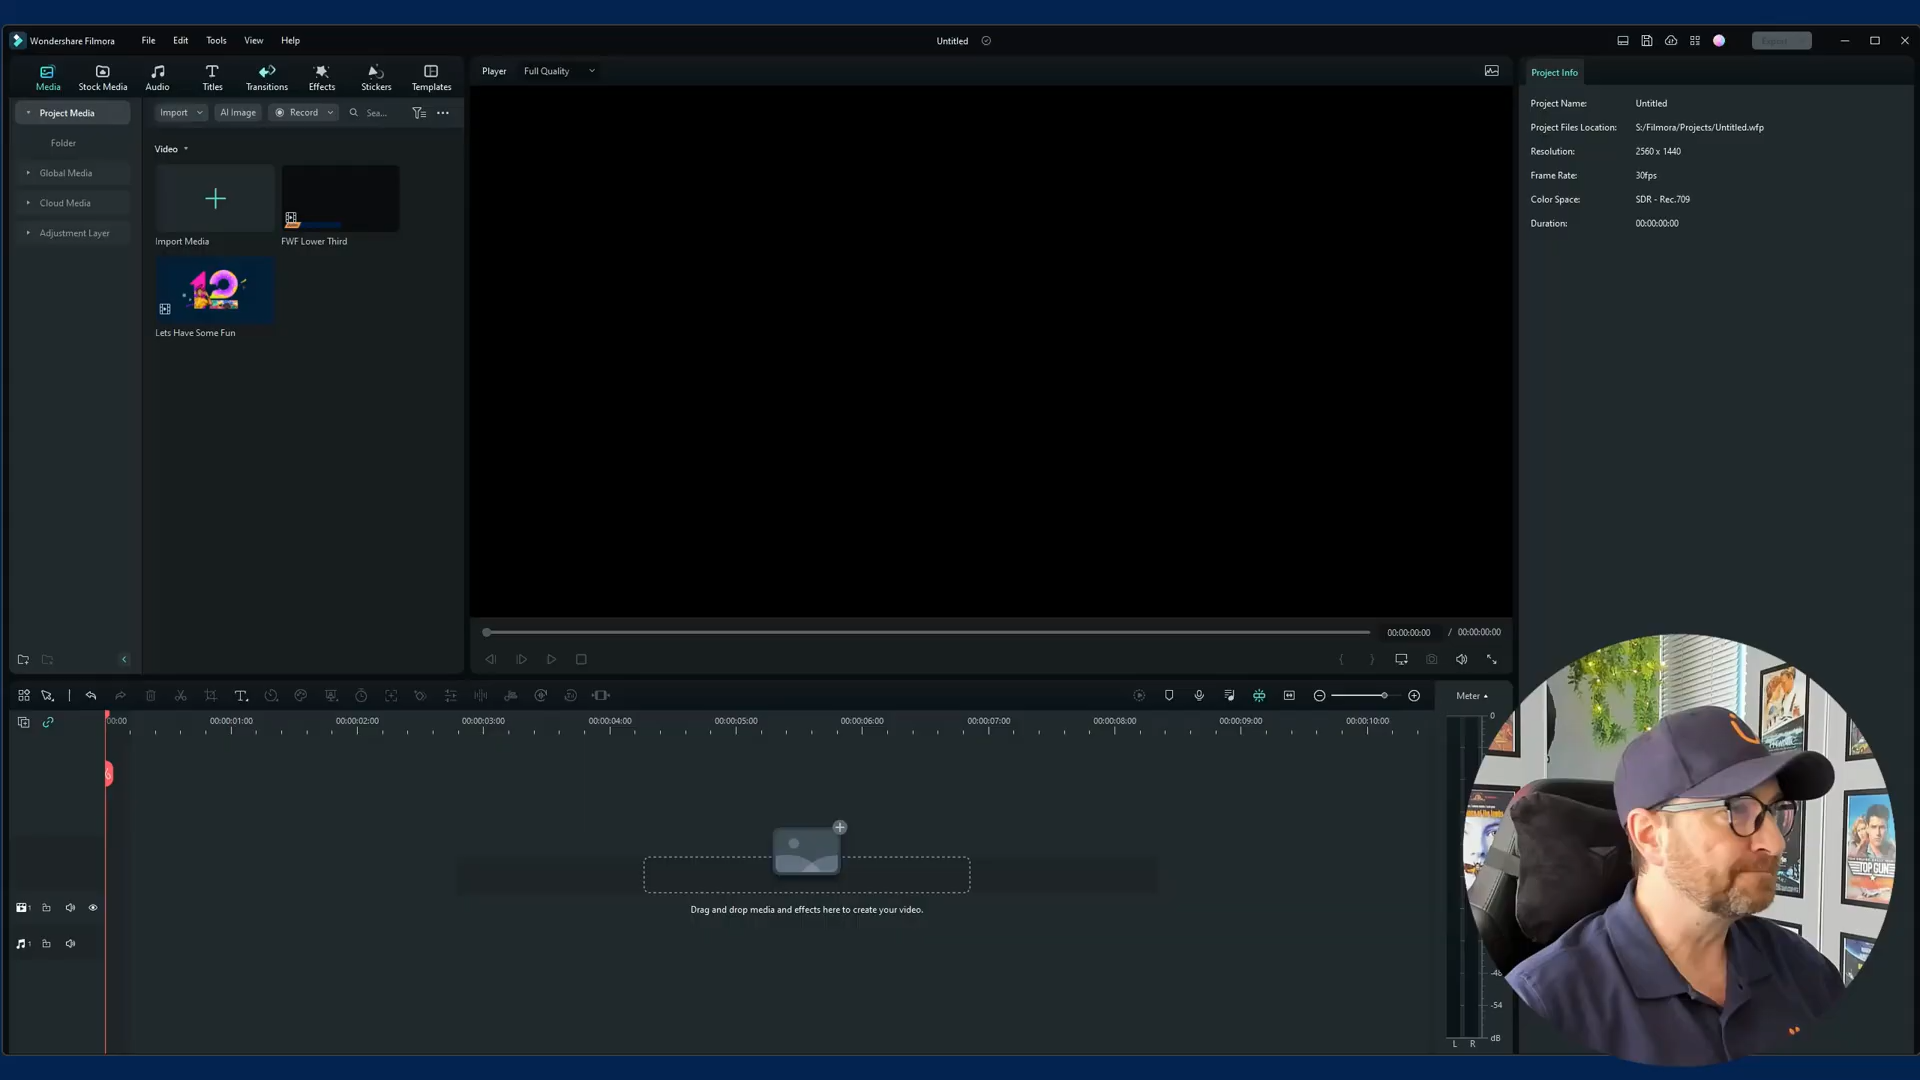 Wondershare Filmora File Edit Tools View Help Untitled
Media Stock Media Audio Titles Transitions Effects Stickers Templates
Player Full Quality
Project Info
Project Media
Folder
Global Media
Cloud Media
Adjustment Layer
Import AI Image Record Sea...
Video
Import Media
FWF Lower Third
12
Lets Have Some Fun
Project Name: Untitled
Project Files Location: S:/Filmora/Projects/Untitled.wfp
Resolution: 2560 x 1440
Frame Rate: 30fps
Color Space: SDR - Rec.709
Duration: 00:00:00:00
00:00:00:00 / 00:00:00:00
Meter
00:00 00:00:01:00 00:00:02:00 00:00:03:00 00:00:04:00 00:00:05:00 00:00:06:00 00:00:07:00 00:00:08:00 00:00:09:00 00:00:10:00
0
Drag and drop media and effects here to create your video.
1
1
-54
dB
L R
TOP GUN